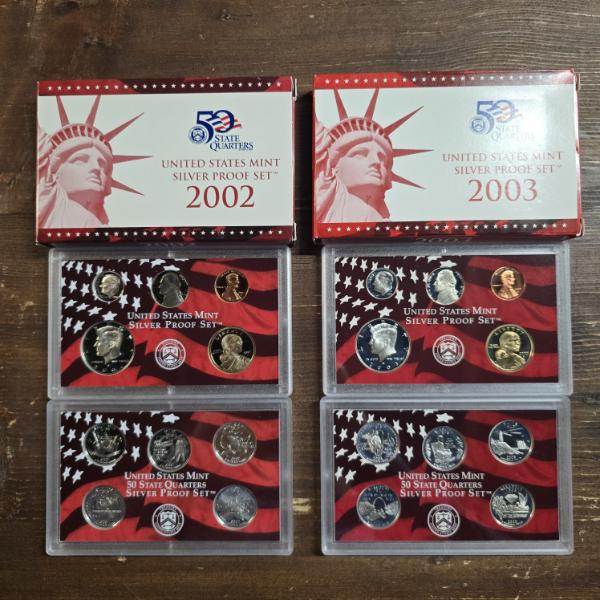 50
STATE
QUARTERS
UNITED STATES MINT
SILVER PROOF SET™
2002
50
STATE
QUARTERS
UNITED STATES MINT
SILVER PROOF SET™
2003
UNITED STATES MINT
SILVER PROOF SET™
UNITED STATES MINT
SILVER PROOF SET™
UNITED STATES MINT
50 STATE QUARTERS
SILVER PROOF SET™
UNITED STATES MINT
50 STATE QUARTERS
SILVER PROOF SET™